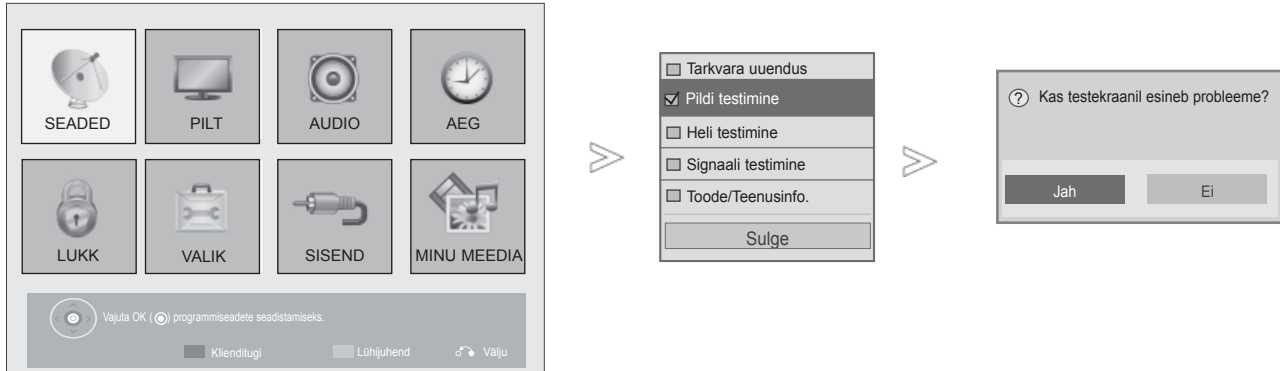 SEADED
PILT
AUDIO
AEG
LUKK
VALIK
SISEND
MINU MEEDIA
Vajuta OK ( ) programmiseadete seadistamiseks.
Klienditugi
Lühijuhend
Välju
Tarkvara uuendus
Pildi testimine
Heli testimine
Signaali testimine
Toode/Teenusinfo.
Sulge
? Kas testekraanil esineb probleeme?
Jah
Ei